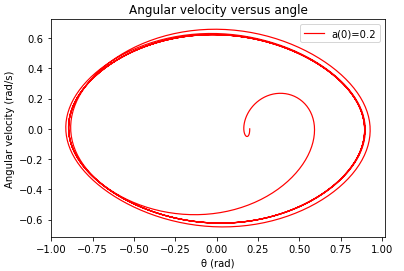 Angular velocity versus angle
a(0)=0.2
Angular velocity (rad/s)
0.6
0.4
0.2
0.0
−0.2
−0.4
−0.6
−1.00 −0.75 −0.50 −0.25 0.00 0.25 0.50 0.75 1.00
θ (rad)